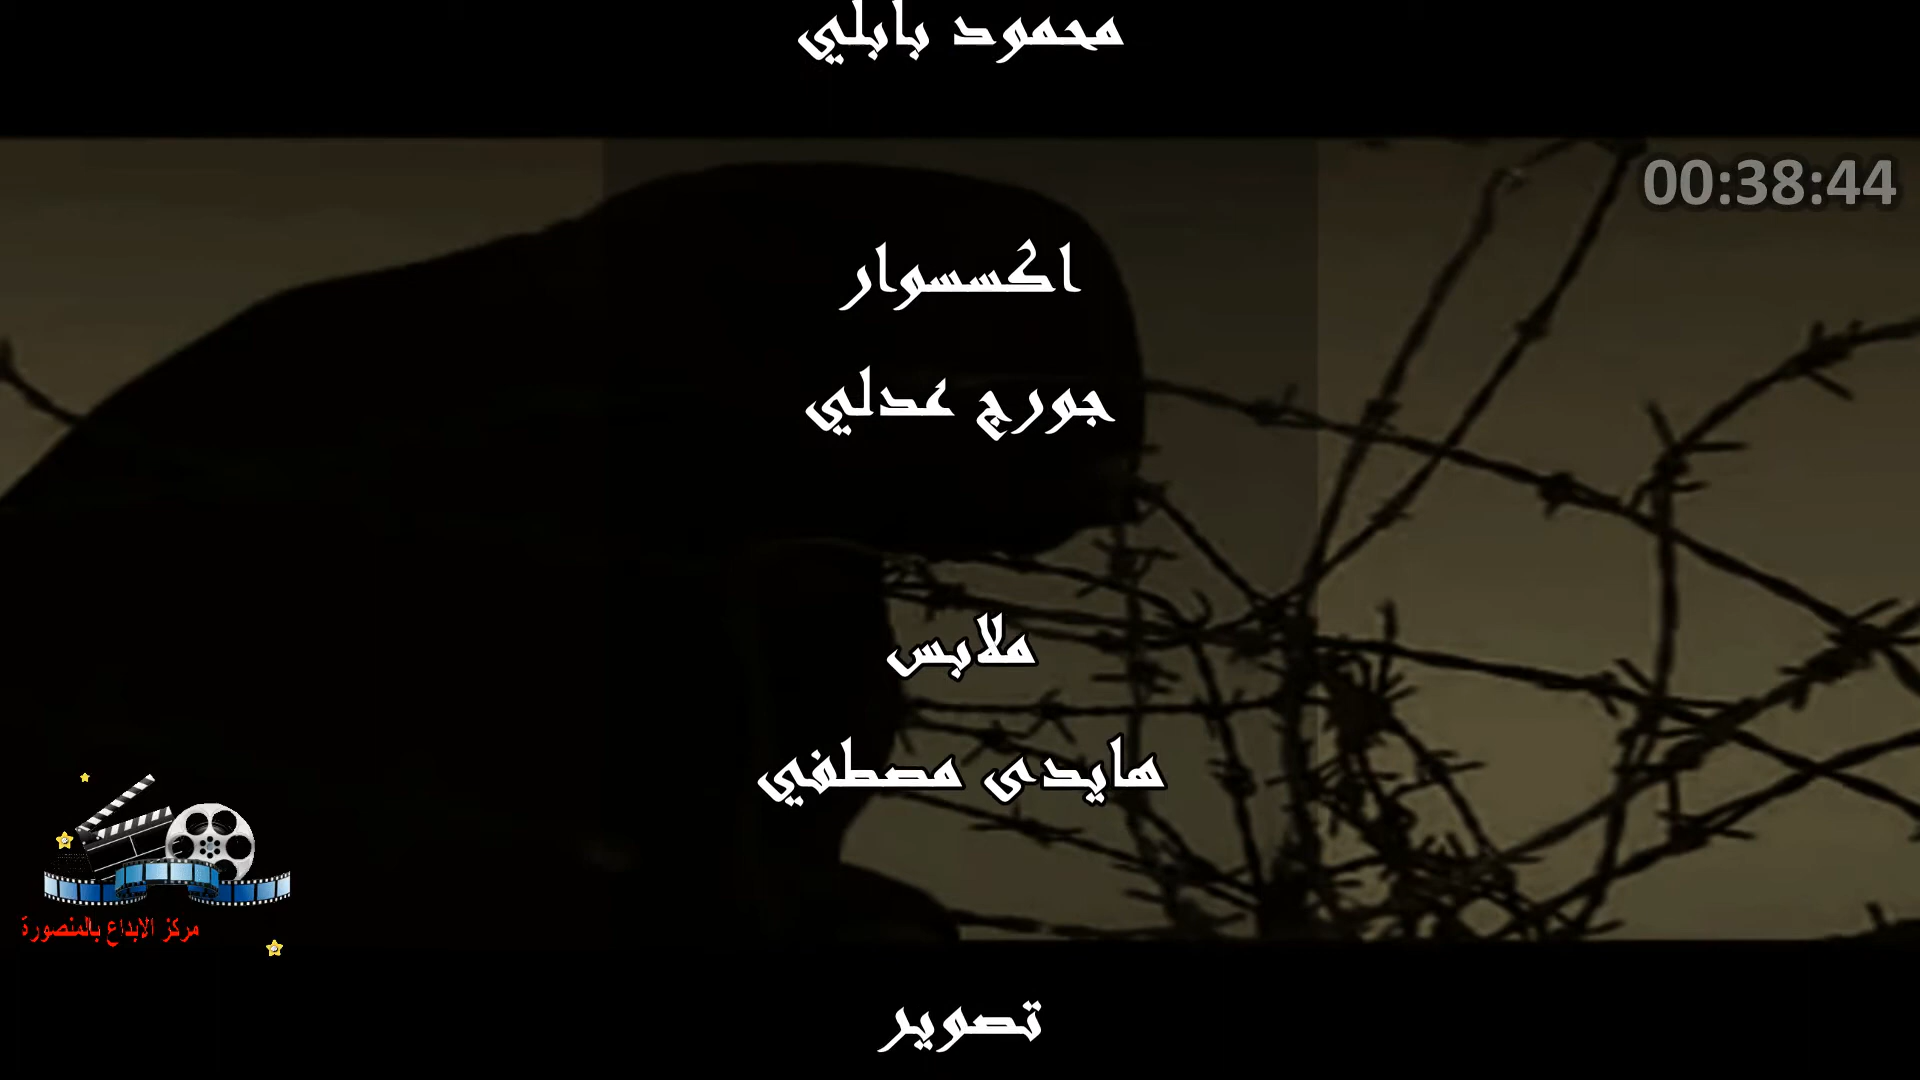 محمود بابلي
00:38:44
اكسسوار
جورج عدلي
ملابس
هايدى مصطفي
مركز الابداع بالمنصورة
تصوير